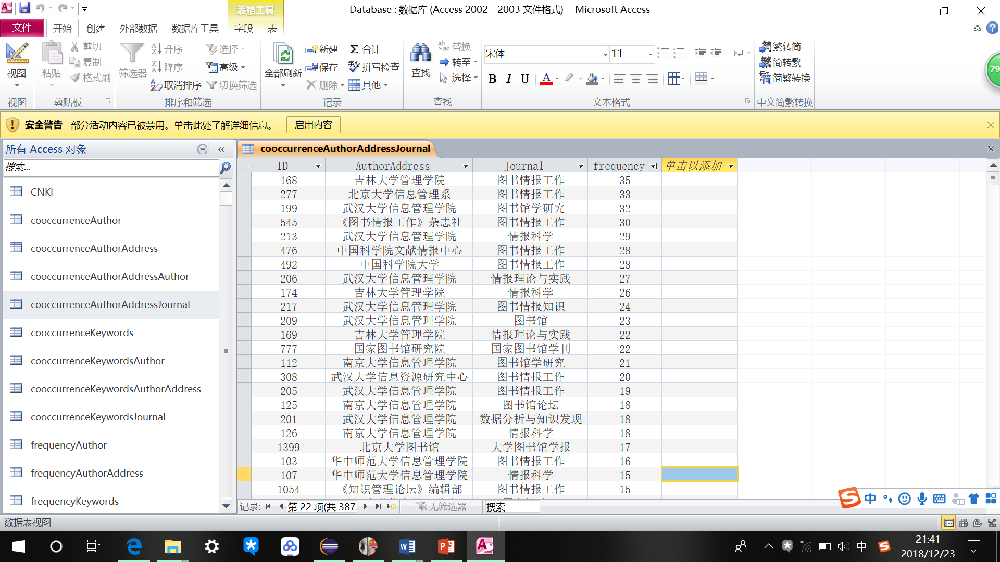 Database : 数据库 (Access 2002 - 2003 文件格式) - Microsoft Access
表格工具
文件 开始 创建 外部数据 数据库工具 字段 表
视图 粘贴 剪切 复制 格式刷
筛选器 升序 降序 取消排序 选择 高级 切换筛选
全部刷新 新建 保存 删除 合计 拼写检查 其他
查找 替换 转至 选择
宋体 11
B I U A
繁转简
简转繁
简繁转换
视图 剪贴板 排序和筛选 记录 查找 文本格式 中文简繁转换
79
安全警告 部分活动内容已被禁用。单击此处了解详细信息。 启用内容
所有 Access 对象
搜索...
CNKI
cooccurrenceAuthor
cooccurrenceAuthorAddress
cooccurrenceAuthorAddressAuthor
cooccurrenceAuthorAddressJournal
cooccurrenceKeywords
cooccurrenceKeywordsAuthor
cooccurrenceKeywordsAuthorAddress
cooccurrenceKeywordsJournal
frequencyAuthor
frequencyAuthorAddress
frequencyKeywords
cooccurrenceAuthorAddressJournal
ID AuthorAddress Journal frequency 单击以添加
168 吉林大学管理学院 图书情报工作 35
277 北京大学信息管理系 图书情报工作 33
199 武汉大学信息管理学院 图书馆学研究 32
545 《图书情报工作》杂志社 图书情报工作 30
213 武汉大学信息管理学院 情报科学 29
476 中国科学院文献情报中心 图书情报工作 28
492 中国科学院大学 图书情报工作 28
206 武汉大学信息管理学院 情报理论与实践 27
174 吉林大学管理学院 情报科学 26
217 武汉大学信息管理学院 图书情报知识 24
209 武汉大学信息管理学院 图书馆 23
169 吉林大学管理学院 情报理论与实践 22
777 国家图书馆研究院 国家图书馆学刊 22
112 南京大学信息管理学院 图书馆学研究 21
308 武汉大学信息资源研究中心 图书情报工作 20
205 武汉大学信息管理学院 图书情报工作 19
125 南京大学信息管理学院 图书馆论坛 18
201 武汉大学信息管理学院 数据分析与知识发现 18
126 南京大学信息管理学院 情报科学 18
1399 北京大学图书馆 大学图书馆学报 17
103 华中师范大学信息管理学院 图书情报工作 16
107 华中师范大学信息管理学院 情报科学 15
1054 《知识管理论坛》编辑部 图书情报工作 15
记录: 第 22 项(共 387 无筛选器 搜索
中
数据表视图
中
21:41
2018/12/23